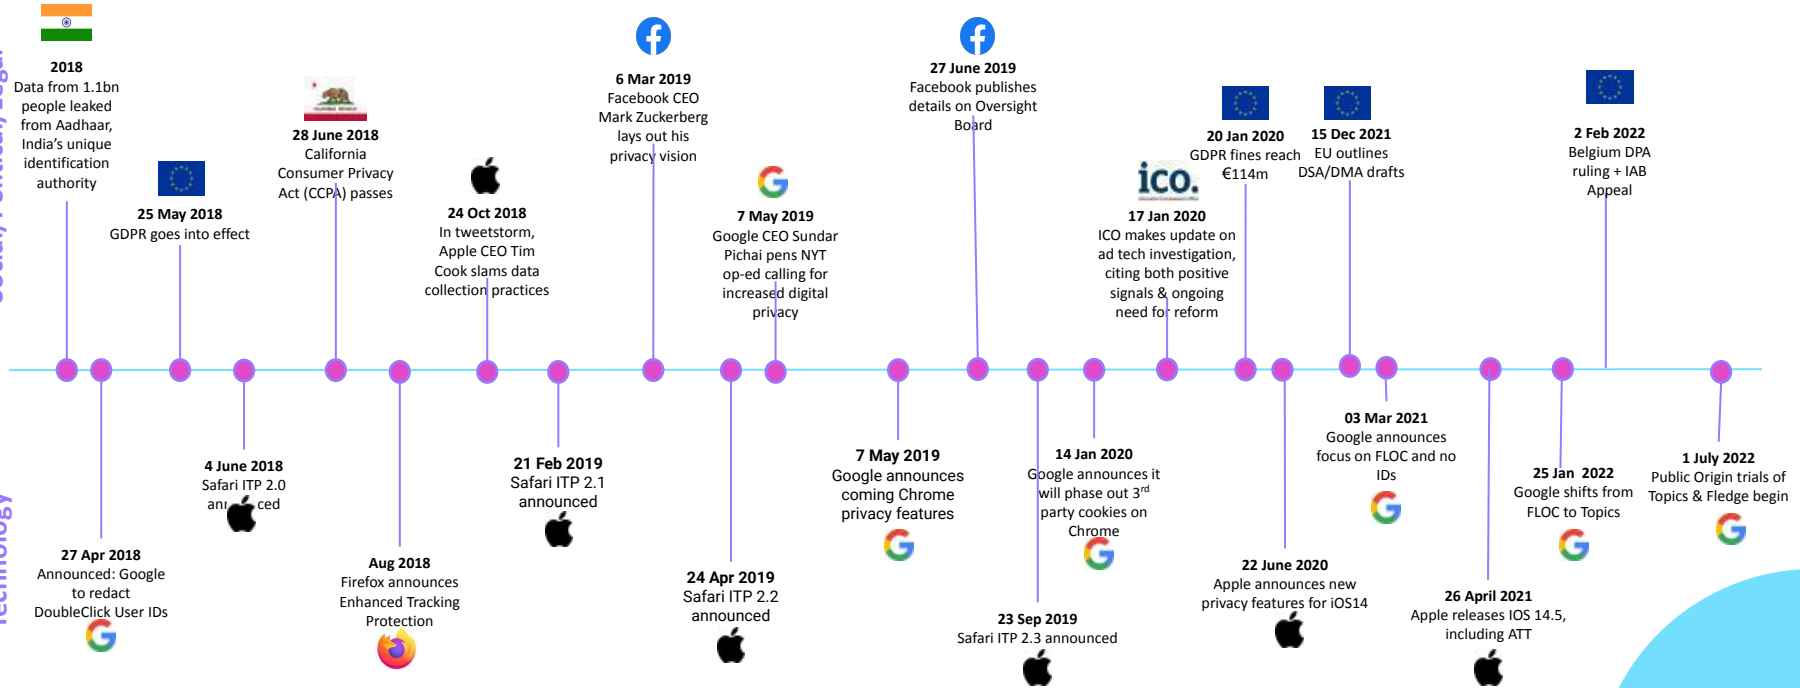 2018
Data from 1.1bn
people leaked
from Aadhaar,
India's unique
identification
authority
25 May 2018
GDPR goes into effect
28 June 2018
California
Consumer Privacy
Act (CCPA) passes
24 Oct 2018
In tweetstorm,
Apple CEO Tim
Cook slams data
collection practices
6 Mar 2019
Facebook CEO
Mark Zuckerberg
lays out his
privacy vision
7 May 2019
Google CEO Sundar
Pichai pens NYT
op-ed calling for
increased digital
privacy
27 June 2019
Facebook publishes
details on Oversight
Board
ico.
17 Jan 2020
ICO makes update on
ad tech investigation,
citing both positive
signals & ongoing
need for reform
20 Jan 2020
GDPR fines reach
€114m
15 Dec 2021
EU outlines
DSA/DMA drafts
2 Feb 2022
Belgium DPA
ruling + IAB
Appeal
Technology
27 Apr 2018
Announced: Google
to redact
DoubleClick User IDs
4 June 2018
Safari ITP 2.0
announced
Aug 2018
Firefox announces
Enhanced Tracking
Protection
21 Feb 2019
Safari ITP 2.1
announced
24 Apr 2019
Safari ITP 2.2
announced
7 May 2019
Google announces
coming Chrome
privacy features
23 Sep 2019
Safari ITP 2.3 announced
14 Jan 2020
Google announces it
will phase out 3rd
party cookies on
Chrome
22 June 2020
Apple announces new
privacy features for iOS14
03 Mar 2021
Google announces
focus on FLOC and no
IDs
26 April 2021
Apple releases IOS 14.5,
including ATT
25 Jan 2022
Google shifts from
FLOC to Topics
1 July 2022
Public Origin trials of
Topics & Fledge begin